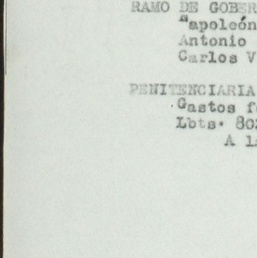 RAMO DE GOBER
"apoleón
Antonio
Carlos V
PENITENCIARIA
Gastos f
Lbts. 80
A l